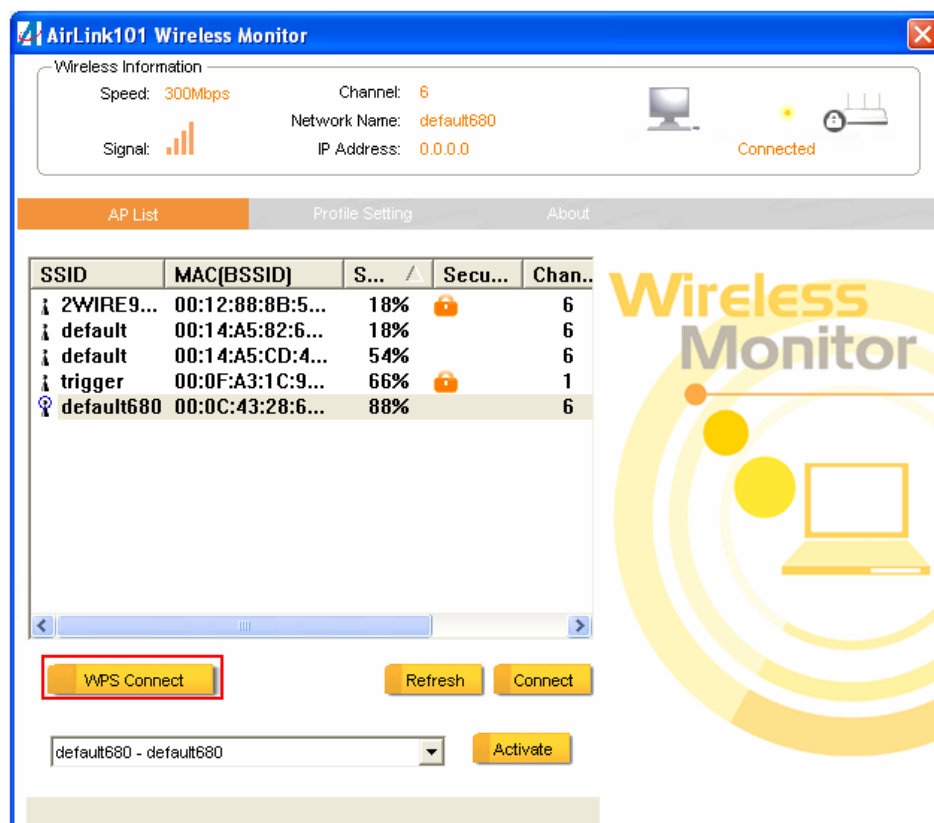 AirLink101 Wireless Monitor
Wireless Information
Speed: 300Mbps Channel: 6
Network Name: default680
Signal: IP Address: 0.0.0.0
Connected
AP List Profile Setting About
SSID MAC(BSSID) S... Secu... Chan..
2WIRE9... 00:12:88:8B:5... 18% 6
default 00:14:A5:82:6... 18% 6
default 00:14:A5:CD:4... 54% 6
trigger 00:0F:A3:1C:9... 66% 1
default680 00:0C:43:28:6... 88% 6
Wireless
Monitor
WPS Connect Refresh Connect
default680 - default680 Activate